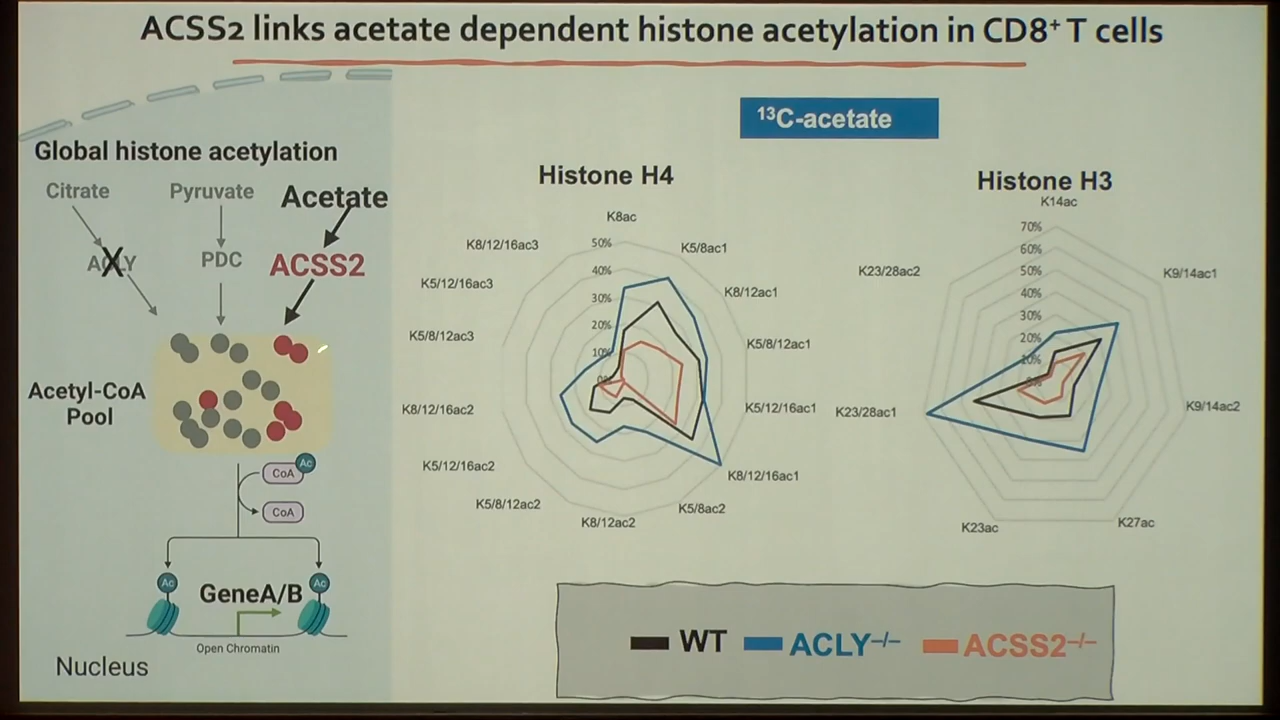 ACSS2 links acetate dependent histone acetylation in CD8⁺ T cells
Global histone acetylation
Citrate
Pyruvate
Acetate
ACLY
PDC
ACSS2
Acetyl-CoA
Pool
CoA
Ac
CoA
Ac
GeneA/B
Ac
Open Chromatin
Nucleus
¹³C-acetate
Histone H4
K8ac
K5/8ac1
K8/12ac1
K5/8/12ac1
K5/12/16ac1
K8/12/16ac1
K5/8ac2
K8/12ac2
K5/8/12ac2
K5/12/16ac2
K8/12/16ac2
K5/8/12ac3
K5/12/16ac3
K8/12/16ac3
50%
40%
30%
20%
10%
0%
Histone H3
K14ac
K9/14ac1
K9/14ac2
K27ac
K23ac
K23/28ac1
K23/28ac2
70%
60%
50%
40%
30%
20%
10%
0%
WT
ACLY⁻/⁻
ACSS2⁻/⁻